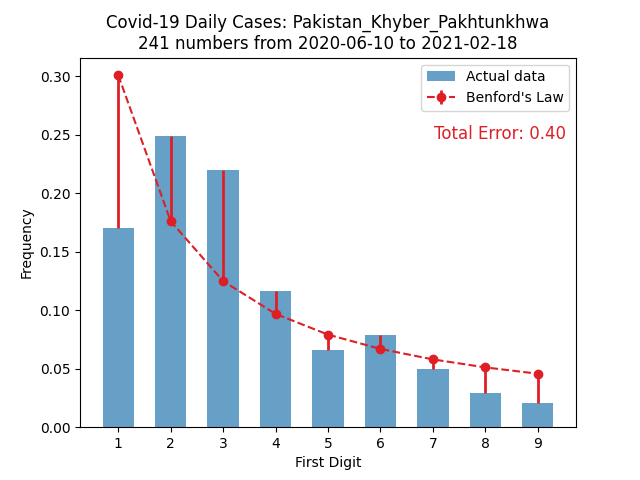 Covid-19 Daily Cases: Pakistan_Khyber_Pakhtunkhwa
241 numbers from 2020-06-10 to 2021-02-18
Actual data
Benford's Law
Total Error: 0.40
Frequency
0.30
0.25
0.20
0.15
0.10
0.05
0.00
1 2 3 4 5 6 7 8 9
First Digit